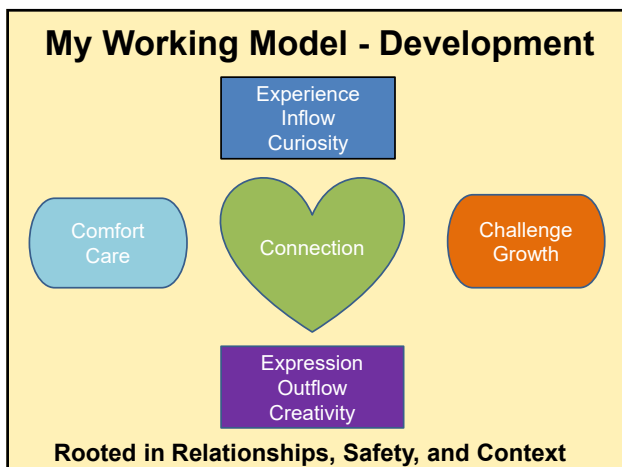 My Working Model - Development
Experience
Inflow
Curiosity
Comfort
Care
Connection
Challenge
Growth
Expression
Outflow
Creativity
Rooted in Relationships, Safety, and Context